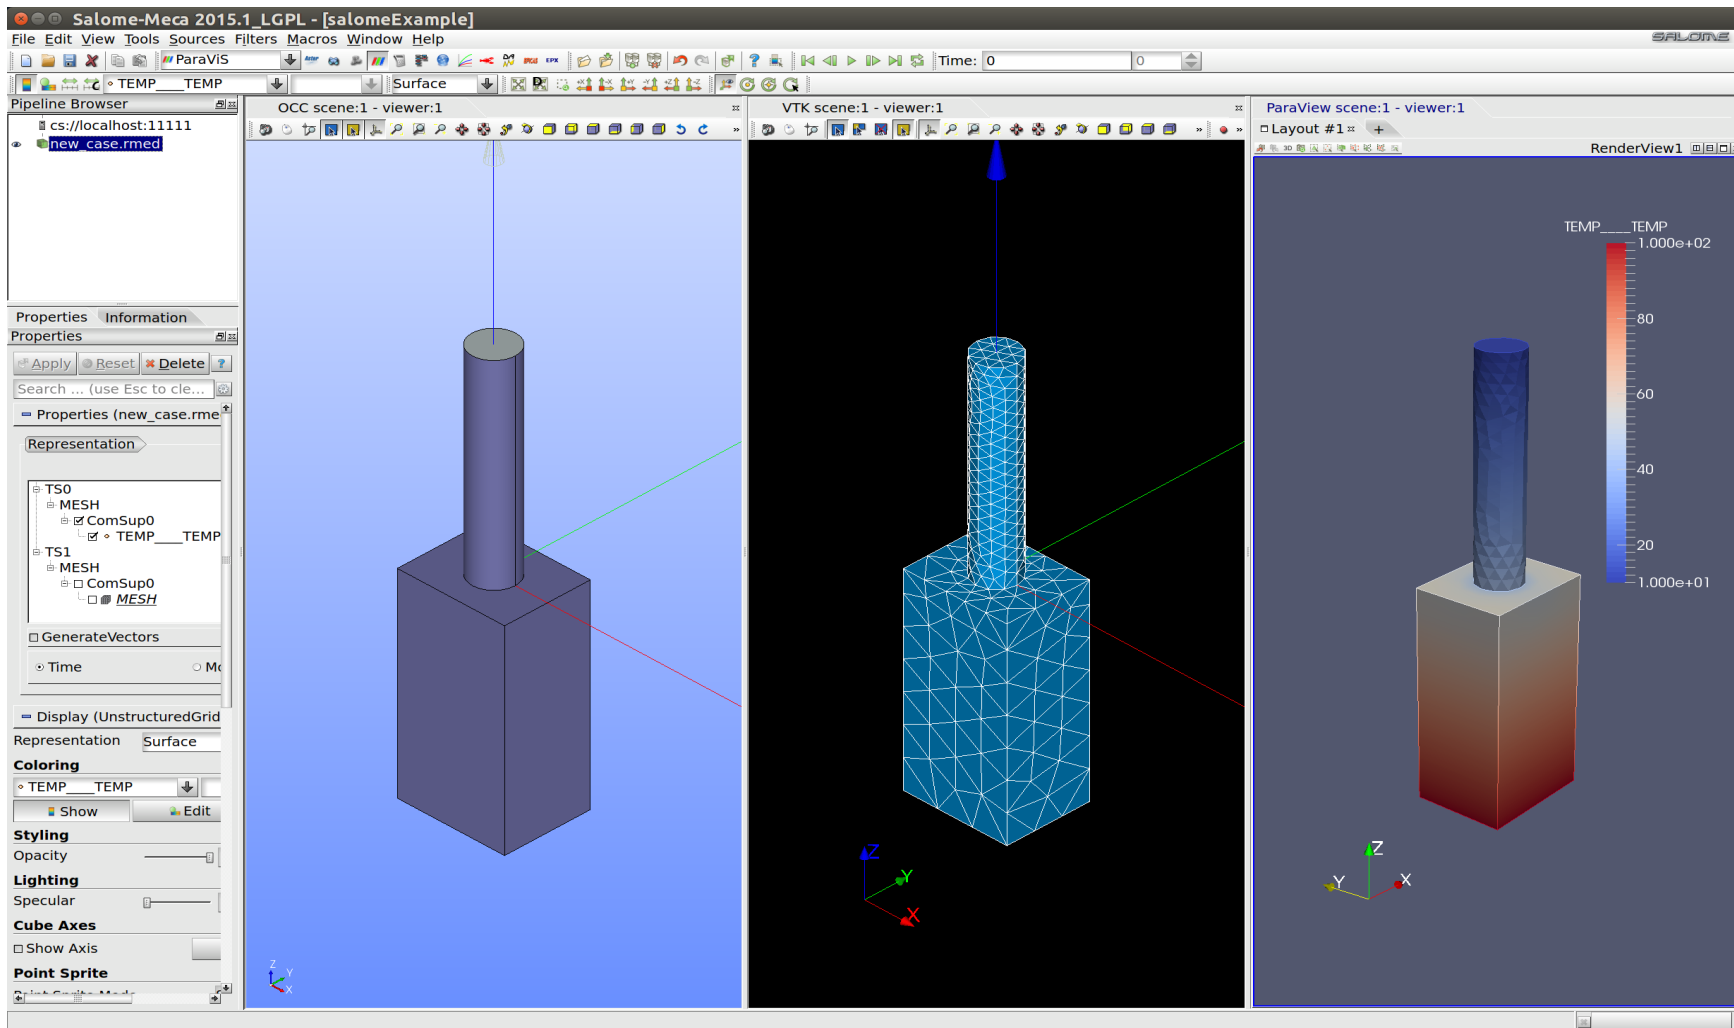 Salome-Meca 2015.1_LGPL - [salomeExample]
File Edit View Tools Sources Filters Macros Window Help
SALOME
ParaViS
Time: 0
0
TEMP____TEMP
Surface
Pipeline Browser
cs://localhost:11111
new_case.rmed
Properties Information
Properties
Apply Reset Delete ?
Search ... (use Esc to cle...
Properties (new_case.rme
Representation
TS0
MESH
ComSup0
TEMP____TEMP
TS1
MESH
ComSup0
MESH
GenerateVectors
Time Mo
Display (UnstructuredGrid
Representation Surface
Coloring
TEMP____TEMP
Show Edit
Styling
Opacity
Lighting
Specular
Cube Axes
Show Axis
Point Sprite
OCC scene:1 - viewer:1
Z
Y
X
VTK scene:1 - viewer:1
Z
Y
X
ParaView scene:1 - viewer:1
Layout #1 +
3D
RenderView1
TEMP____TEMP
1.000e+02
80
60
40
20
1.000e+01
Z
Y
X